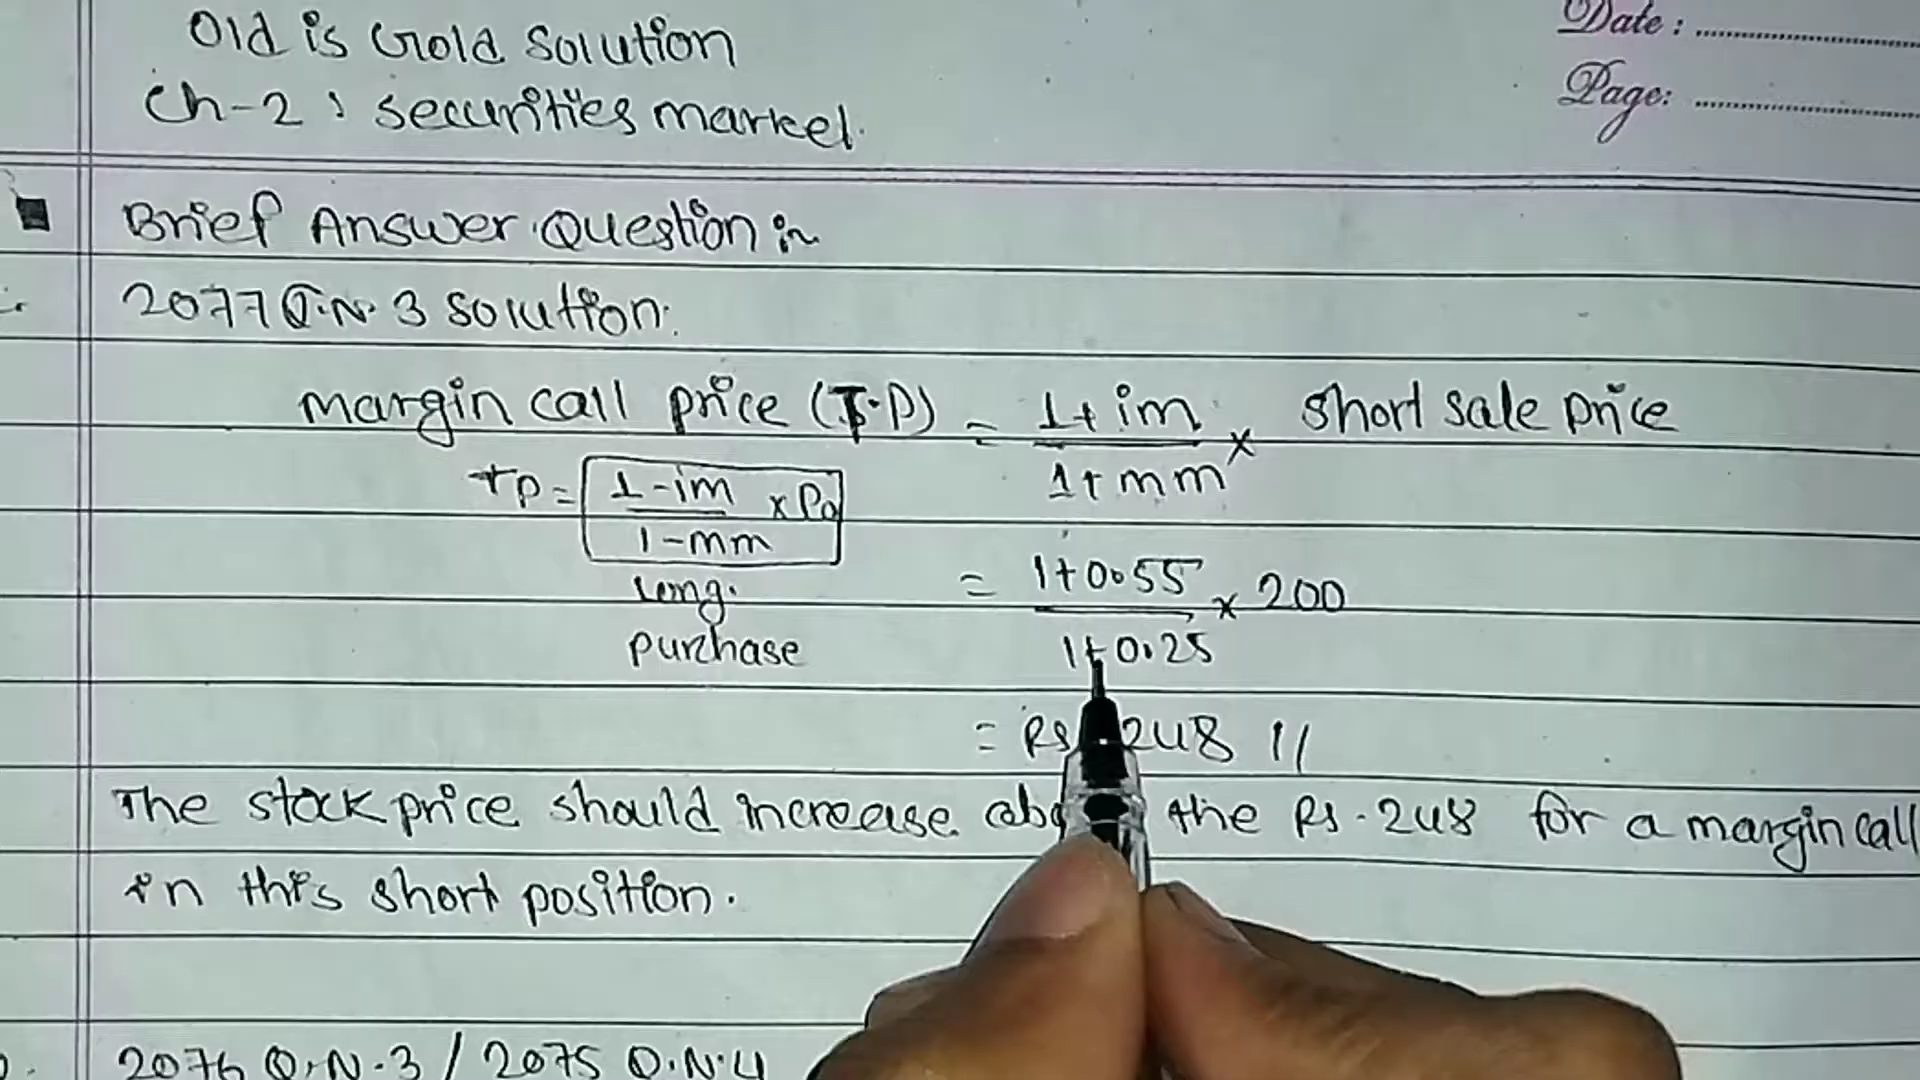 Old is Gold Solution
Date: ....................
Ch-2: Securities market.
Page: ....................
Brief Answer Question:-
2077 Q.N. 3 Solution.
margin call price (T.P) = 1+im / 1+mm × Short Sale price
TP = 1-im / 1-mm × P0
long.
purchase
= 1+0.55 / 1+0.25 × 200
= Rs 248 //
The stock price should increase the Rs. 248 for a margin call
in this short position.
2076 Q.N.3 / 2075 Q.N.4